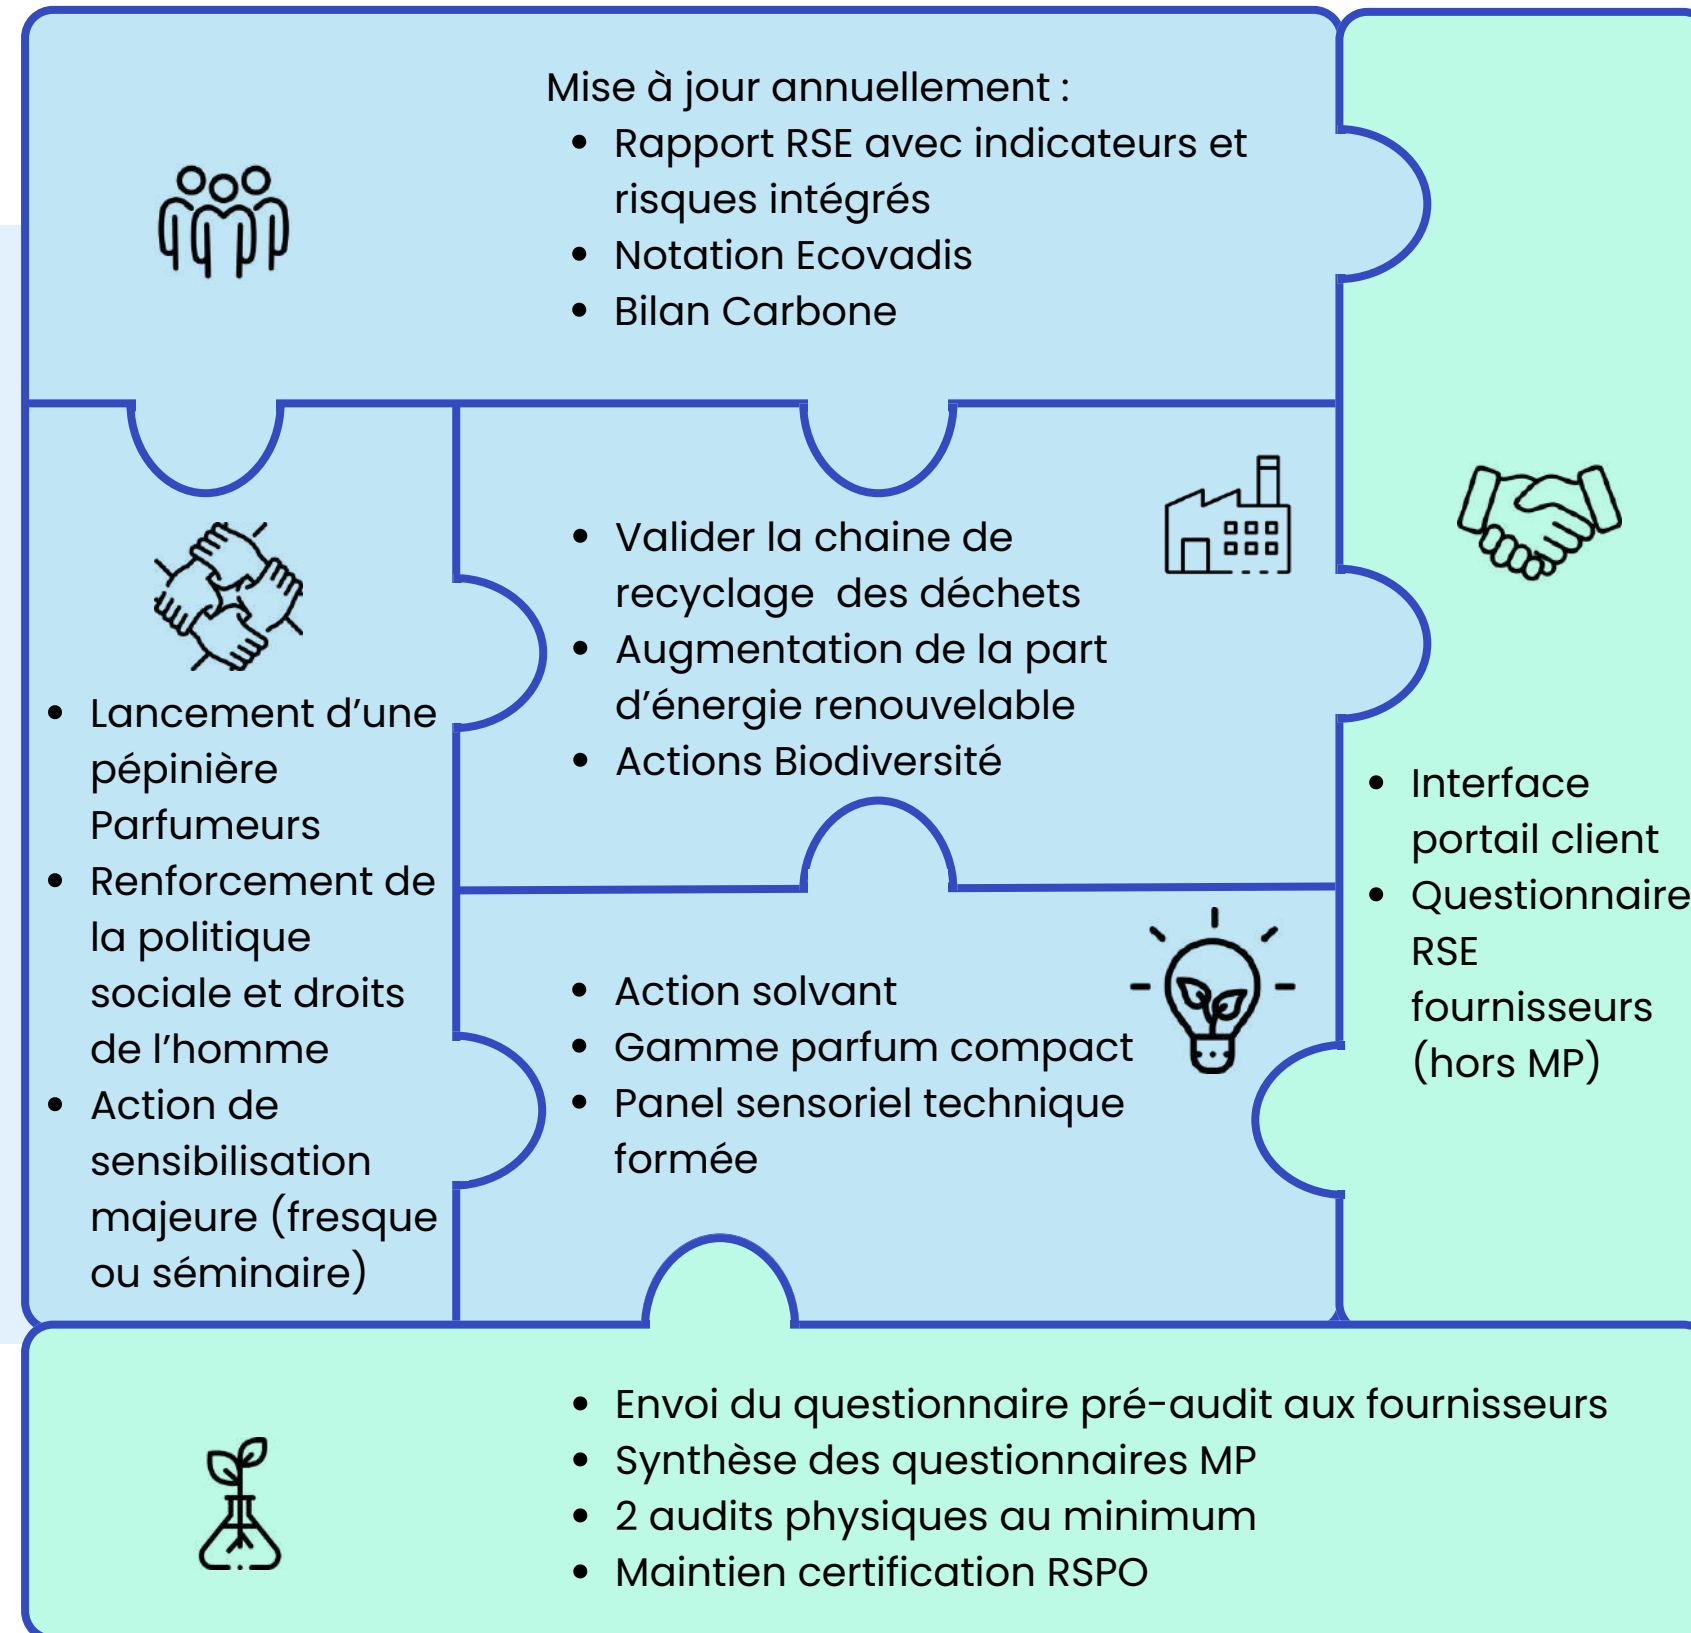 Mise à jour annuellement :
• Rapport RSE avec indicateurs et
risques intégrés
• Notation Ecovadis
• Bilan Carbone
• Lancement d’une
pépinière
Parfumeurs
• Renforcement de
la politique
sociale et droits
de l’homme
• Action de
sensibilisation
majeure (fresque
ou séminaire)
• Valider la chaine de
recyclage  des déchets
• Augmentation de la part
d’énergie renouvelable
• Actions Biodiversité
• Action solvant
• Gamme parfum compact
• Panel sensoriel technique
formée
• Interface
portail client
• Questionnaire
RSE
fournisseurs
(hors MP)
• Envoi du questionnaire pré-audit aux fournisseurs
• Synthèse des questionnaires MP
• 2 audits physiques au minimum
• Maintien certification RSPO